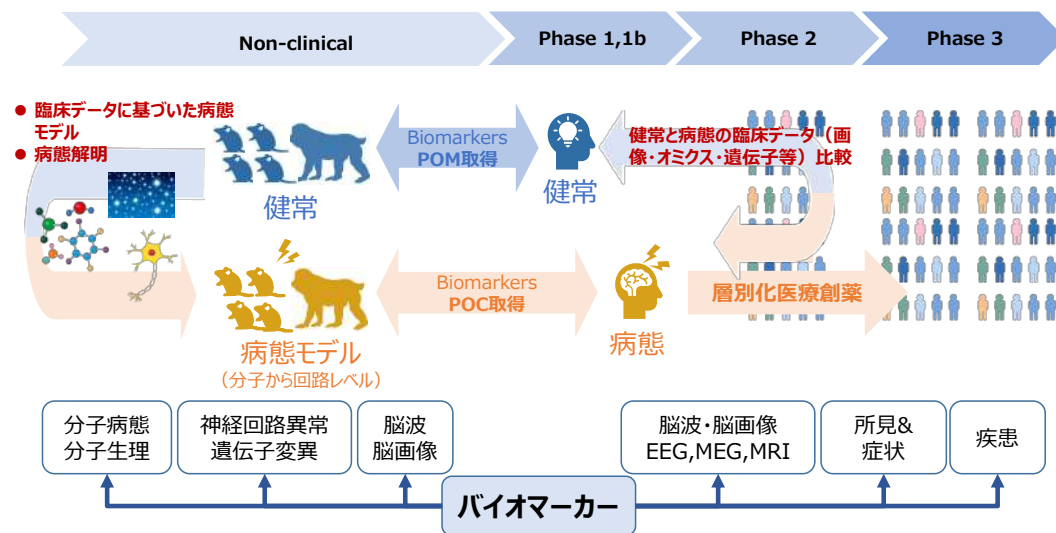 Non-clinical
Phase 1,1b
Phase 2
Phase 3
● 臨床データに基づいた病態
モデル
● 病態解明
Biomarkers
POM取得
健常
健常
健常と病態の臨床データ（画
像・オミクス・遺伝子等）比較
Biomarkers
POC取得
病態モデル
（分子から回路レベル）
病態
層別化医療創薬
分子病態
分子生理
神経回路異常
遺伝子変異
脳波
脳画像
脳波・脳画像
EEG,MEG,MRI
所見&
症状
疾患
バイオマーカー